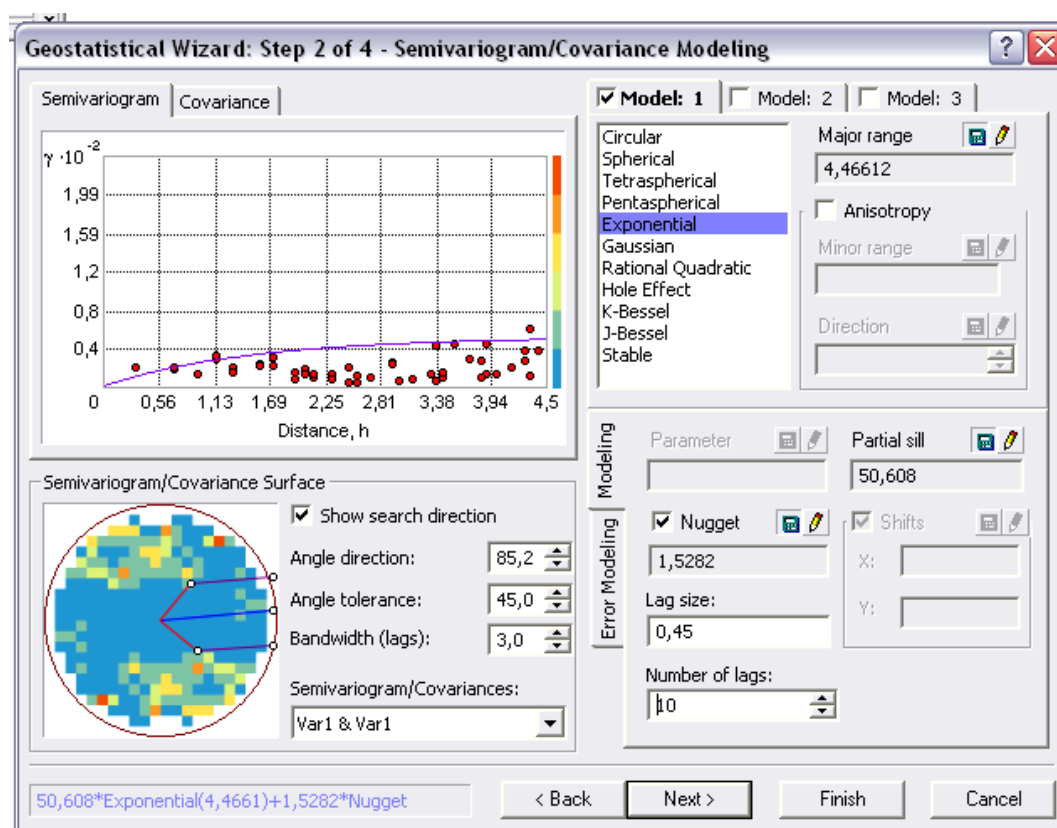 Geostatistical Wizard: Step 2 of 4 - Semivariogram/Covariance Modeling
Semivariogram
Covariance
γ ·10⁻²
1,99
1,59
1,2
0,8
0,4
0 0,56 1,13 1,69 2,25 2,81 3,38 3,94 4,5
Distance, h
Semivariogram/Covariance Surface
Show search direction
Angle direction: 85,2
Angle tolerance: 45,0
Bandwidth (lags): 3,0
Semivariogram/Covariances:
Var1 & Var1
Model: 1
Model: 2
Model: 3
Circular
Spherical
Tetraspherical
Pentaspherical
Exponential
Gaussian
Rational Quadratic
Hole Effect
K-Bessel
J-Bessel
Stable
Major range
4,46612
Anisotropy
Minor range
Direction
Modeling
Error Modeling
Parameter
Partial sill
50,608
Nugget
1,5282
Shifts
X:
Y:
Lag size:
0,45
Number of lags:
10
50,608*Exponential(4,4661)+1,5282*Nugget
< Back
Next >
Finish
Cancel